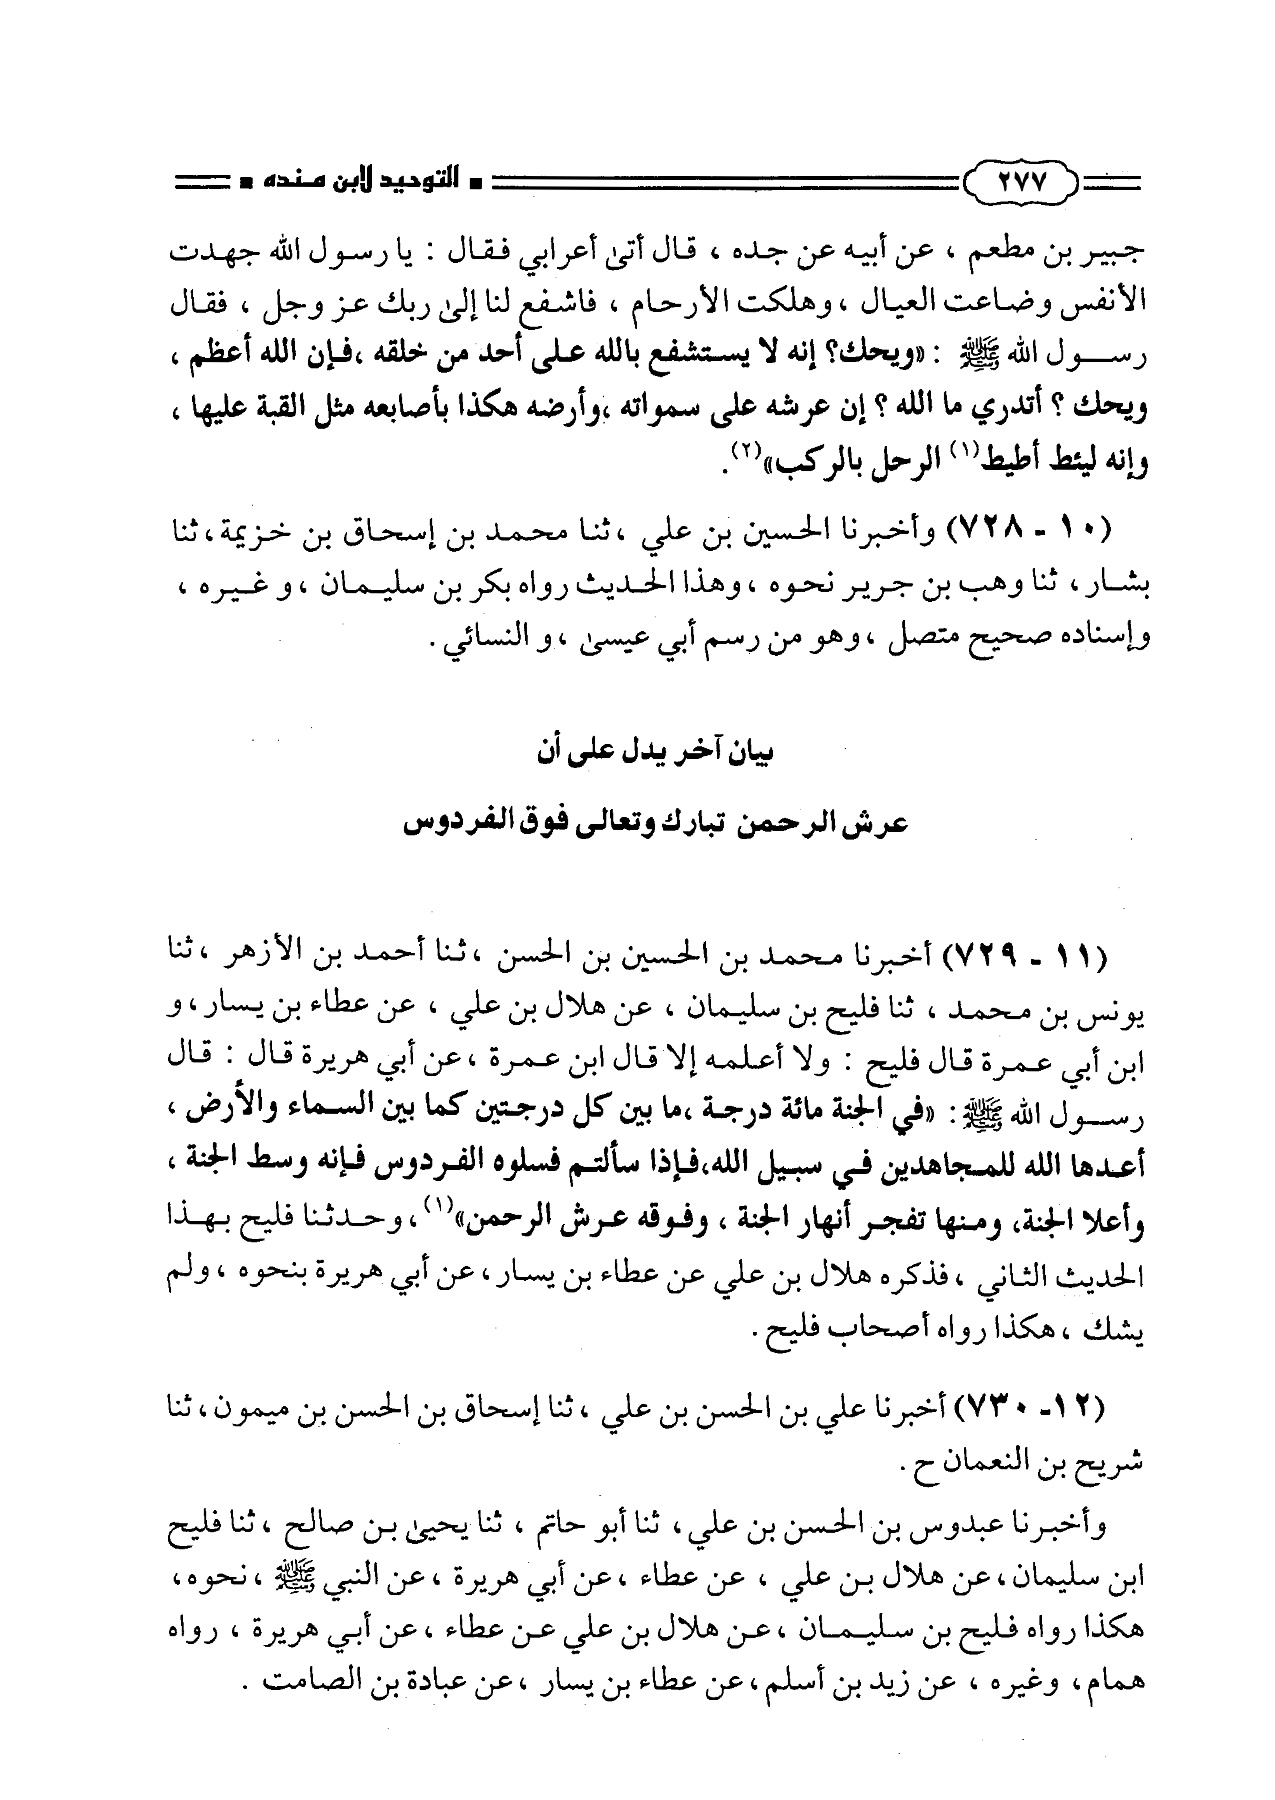 ٢٧٧ ■ التوحيد لابن منده ■
جبير بن مطعم ، عن أبيه عن جده ، قال أتىٰ أعرابي فقال : يا رسول الله جهدت
الأنفس وضاعت العيال ، وهلكت الأرحام ، فاشفع لنا إلىٰ ربك عز وجل ، فقال
رسول الله ﷺ : «ويحك؟ إنه لا يستشفع بالله على أحد من خلقه ،فإن الله أعظم ،
ويحك ؟ أتدري ما الله ؟ إن عرشه على سمواته ،وأرضه هكذا بأصابعه مثل القبة عليها ،
وإنه ليئط أطيط(١) الرحل بالركب»(٢).
(١٠ - ٧٢٨) وأخبرنا الحسين بن علي ، ثنا محمد بن إسحاق بن خزيمة، ثنا
بشار ، ثنا وهب بن جرير نحوه ، وهذا الحديث رواه بكر بن سليمان ، و غيره ،
وإسناده صحيح متصل ، وهو من رسم أبي عيسىٰ ، و النسائي .
بيان آخر يدل على أن
عرش الرحمن تبارك وتعالى فوق الفردوس
(١١ - ٧٢٩) أخبرنا محمد بن الحسين بن الحسن ، ثنا أحمد بن الأزهر ، ثنا
يونس بن محمد ، ثنا فليح بن سليمان ، عن هلال بن علي ، عن عطاء بن يسار ، و
ابن أبي عمرة قال فليح : ولا أعلمه إلا قال ابن عمرة ، عن أبي هريرة قال : قال
رسول الله ﷺ: «في الجنة مائة درجة ،ما بين كل درجتين كما بين السماء والأرض ،
أعدها الله للمجاهدين في سبيل الله،فإذا سألتم فسلوه الفردوس فإنه وسط الجنة ،
وأعلا الجنة، ومنها تفجر أنهار الجنة ، وفوقه عرش الرحمن»(١)، وحدثنا فليح بهذا
الحديث الثاني ، فذكره هلال بن علي عن عطاء بن يسار ، عن أبي هريرة بنحوه ، ولم
يشك ، هكذا رواه أصحاب فليح .
(١٢- ٧٣٠) أخبرنا علي بن الحسن بن علي ، ثنا إسحاق بن الحسن بن ميمون ، ثنا
شريح بن النعمان ح .
وأخبرنا عبدوس بن الحسن بن علي، ثنا أبو حاتم ، ثنا يحيىٰ بن صالح ، ثنا فليح
ابن سليمان، عن هلال بن علي ، عن عطاء ، عن أبي هريرة ، عن النبي ﷺ ، نحوه،
هكذا رواه فليح بن سليمان ، عن هلال بن علي عن عطاء ، عن أبي هريرة ، رواه
همام، وغيره ، عن زيد بن أسلم، عن عطاء بن يسار ، عن عبادة بن الصامت .